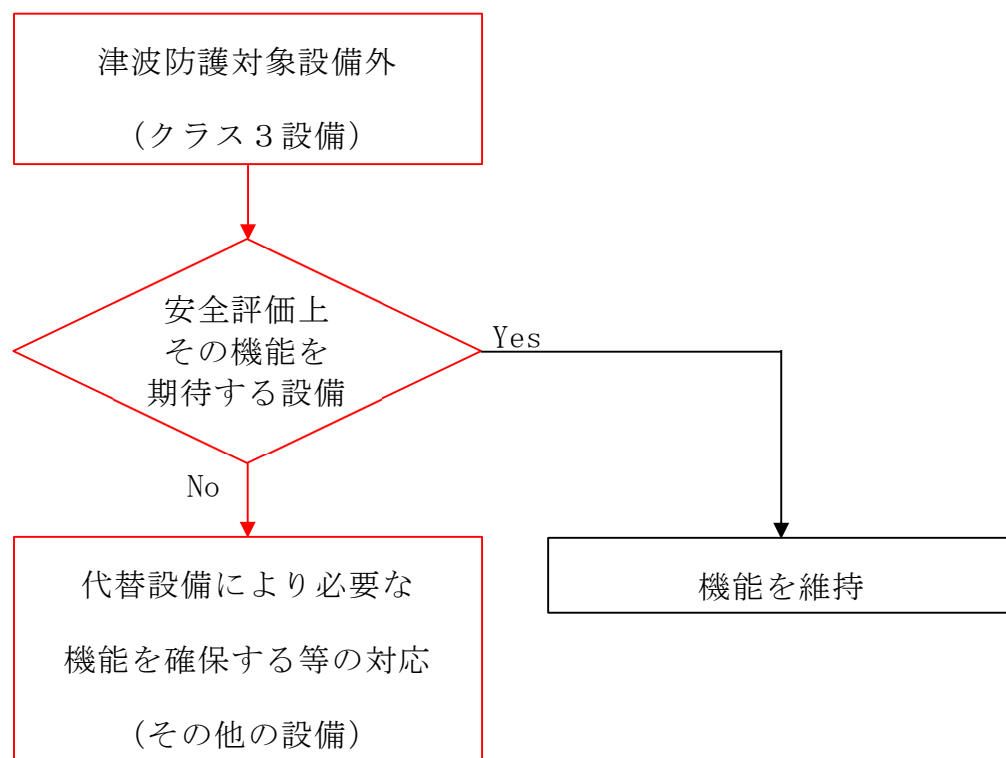 津波防護対象設備外
（クラス３設備）
安全評価上
その機能を
期待する設備
Yes
No
代替設備により必要な
機能を確保する等の対応
（その他の設備）
機能を維持